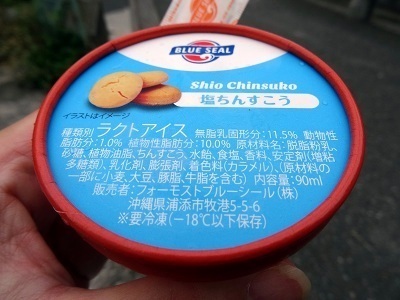 BLUE SEAL
Shio Chinsuko
塩ちんすこう
イラストはイメージ
種類別 ラクトアイス 無脂乳固形分：11.5% 動物性
脂肪分：1.0% 植物性脂肪分：10.0% 原材料名：脱脂粉乳、
砂糖、植物油脂、ちんすこう、水飴、食塩、香料、安定剤（増粘
多糖類）、乳化剤、膨張剤、着色料（カラメル）、（原材料の
一部に小麦、大豆、豚脂、牛脂を含む） 内容量：90ml
販売者：フォーモストブルーシール（株）
沖縄県浦添市牧港5-5-6
※要冷凍（－18℃以下保存）